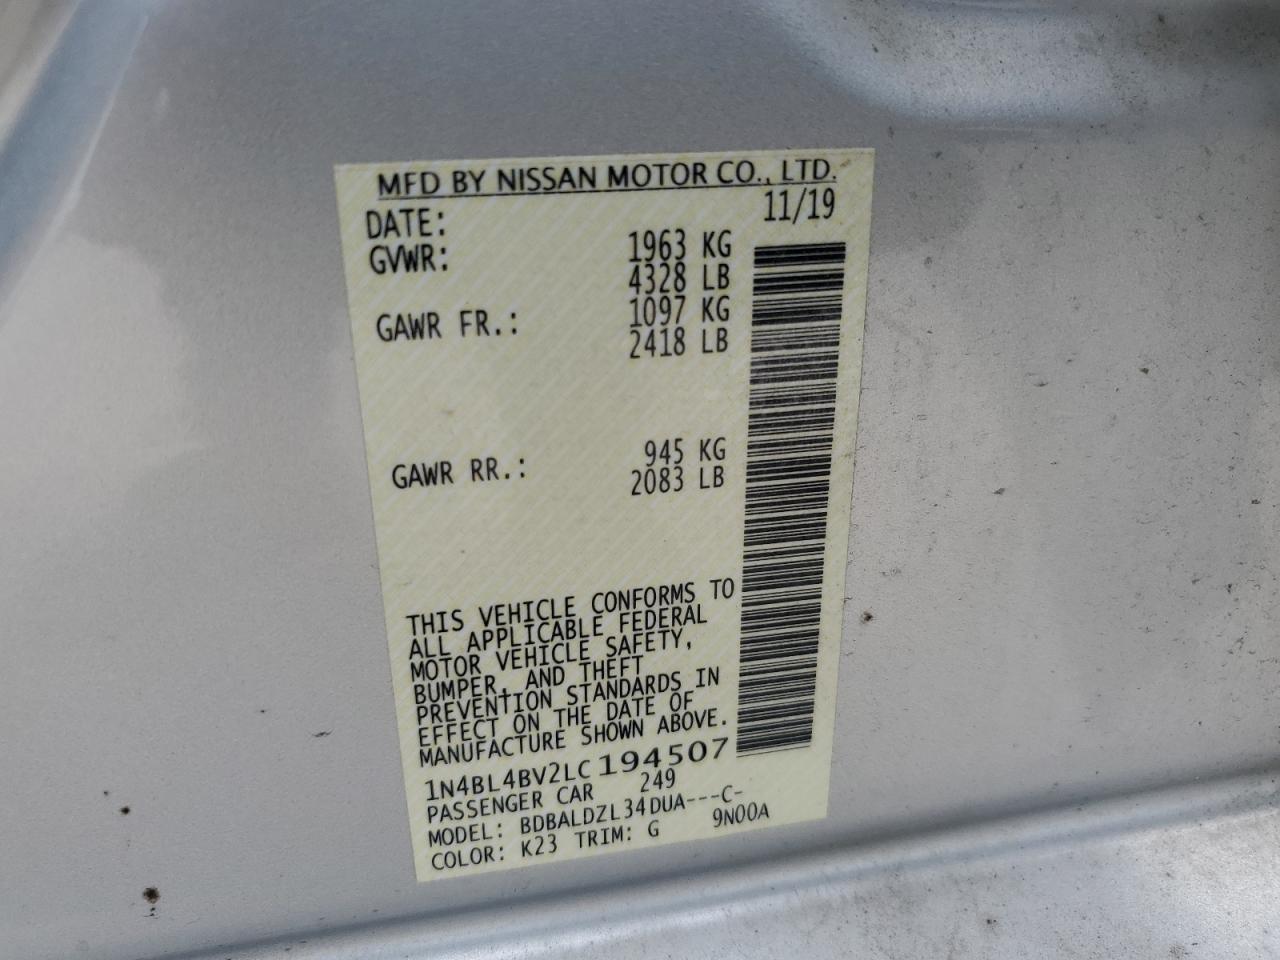 MFD BY NISSAN MOTOR CO., LTD.
DATE: 11/19
GVWR: 1963 KG
4328 LB
GAWR FR.: 1097 KG
2418 LB
GAWR RR.: 945 KG
2083 LB
THIS VEHICLE CONFORMS TO
ALL APPLICABLE FEDERAL
MOTOR VEHICLE SAFETY,
BUMPER, AND THEFT
PREVENTION STANDARDS IN
EFFECT ON THE DATE OF
MANUFACTURE SHOWN ABOVE.
1N4BL4BV2LC194507
PASSENGER CAR 249
MODEL: BDBALDZL34DUA---C-
COLOR: K23 TRIM: G 9N00A